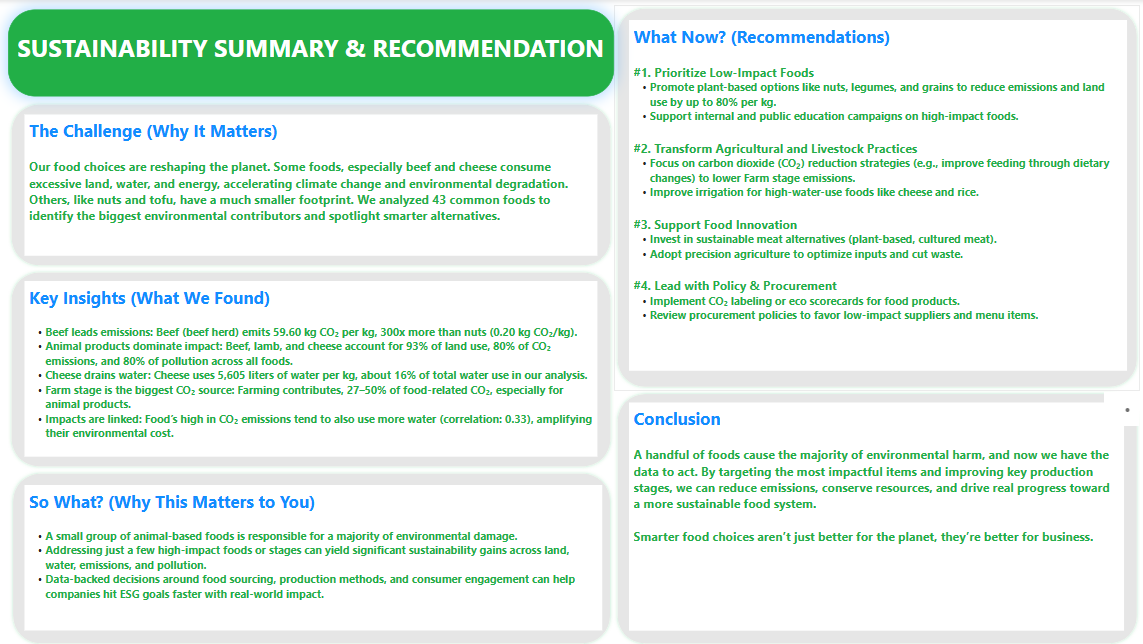 SUSTAINABILITY SUMMARY & RECOMMENDATION
The Challenge (Why It Matters)
Our food choices are reshaping the planet. Some foods, especially beef and cheese consume
excessive land, water, and energy, accelerating climate change and environmental degradation.
Others, like nuts and tofu, have a much smaller footprint. We analyzed 43 common foods to
identify the biggest environmental contributors and spotlight smarter alternatives.
Key Insights (What We Found)
• Beef leads emissions: Beef (beef herd) emits 59.60 kg CO₂ per kg, 300x more than nuts (0.20 kg CO₂/kg).
• Animal products dominate impact: Beef, lamb, and cheese account for 93% of land use, 80% of CO₂
emissions, and 80% of pollution across all foods.
• Cheese drains water: Cheese uses 5,605 liters of water per kg, about 16% of total water use in our analysis.
• Farm stage is the biggest CO₂ source: Farming contributes, 27–50% of food-related CO₂, especially for
animal products.
• Impacts are linked: Food's high in CO₂ emissions tend to also use more water (correlation: 0.33), amplifying
their environmental cost.
So What? (Why This Matters to You)
• A small group of animal-based foods is responsible for a majority of environmental damage.
• Addressing just a few high-impact foods or stages can yield significant sustainability gains across land,
water, emissions, and pollution.
• Data-backed decisions around food sourcing, production methods, and consumer engagement can help
companies hit ESG goals faster with real-world impact.
What Now? (Recommendations)
#1. Prioritize Low-Impact Foods
• Promote plant-based options like nuts, legumes, and grains to reduce emissions and land
use by up to 80% per kg.
• Support internal and public education campaigns on high-impact foods.
#2. Transform Agricultural and Livestock Practices
• Focus on carbon dioxide (CO₂) reduction strategies (e.g., improve feeding through dietary
changes) to lower Farm stage emissions.
• Improve irrigation for high-water-use foods like cheese and rice.
#3. Support Food Innovation
• Invest in sustainable meat alternatives (plant-based, cultured meat).
• Adopt precision agriculture to optimize inputs and cut waste.
#4. Lead with Policy & Procurement
• Implement CO₂ labeling or eco scorecards for food products.
• Review procurement policies to favor low-impact suppliers and menu items.
Conclusion
A handful of foods cause the majority of environmental harm, and now we have the
data to act. By targeting the most impactful items and improving key production
stages, we can reduce emissions, conserve resources, and drive real progress toward
a more sustainable food system.
Smarter food choices aren't just better for the planet, they're better for business.